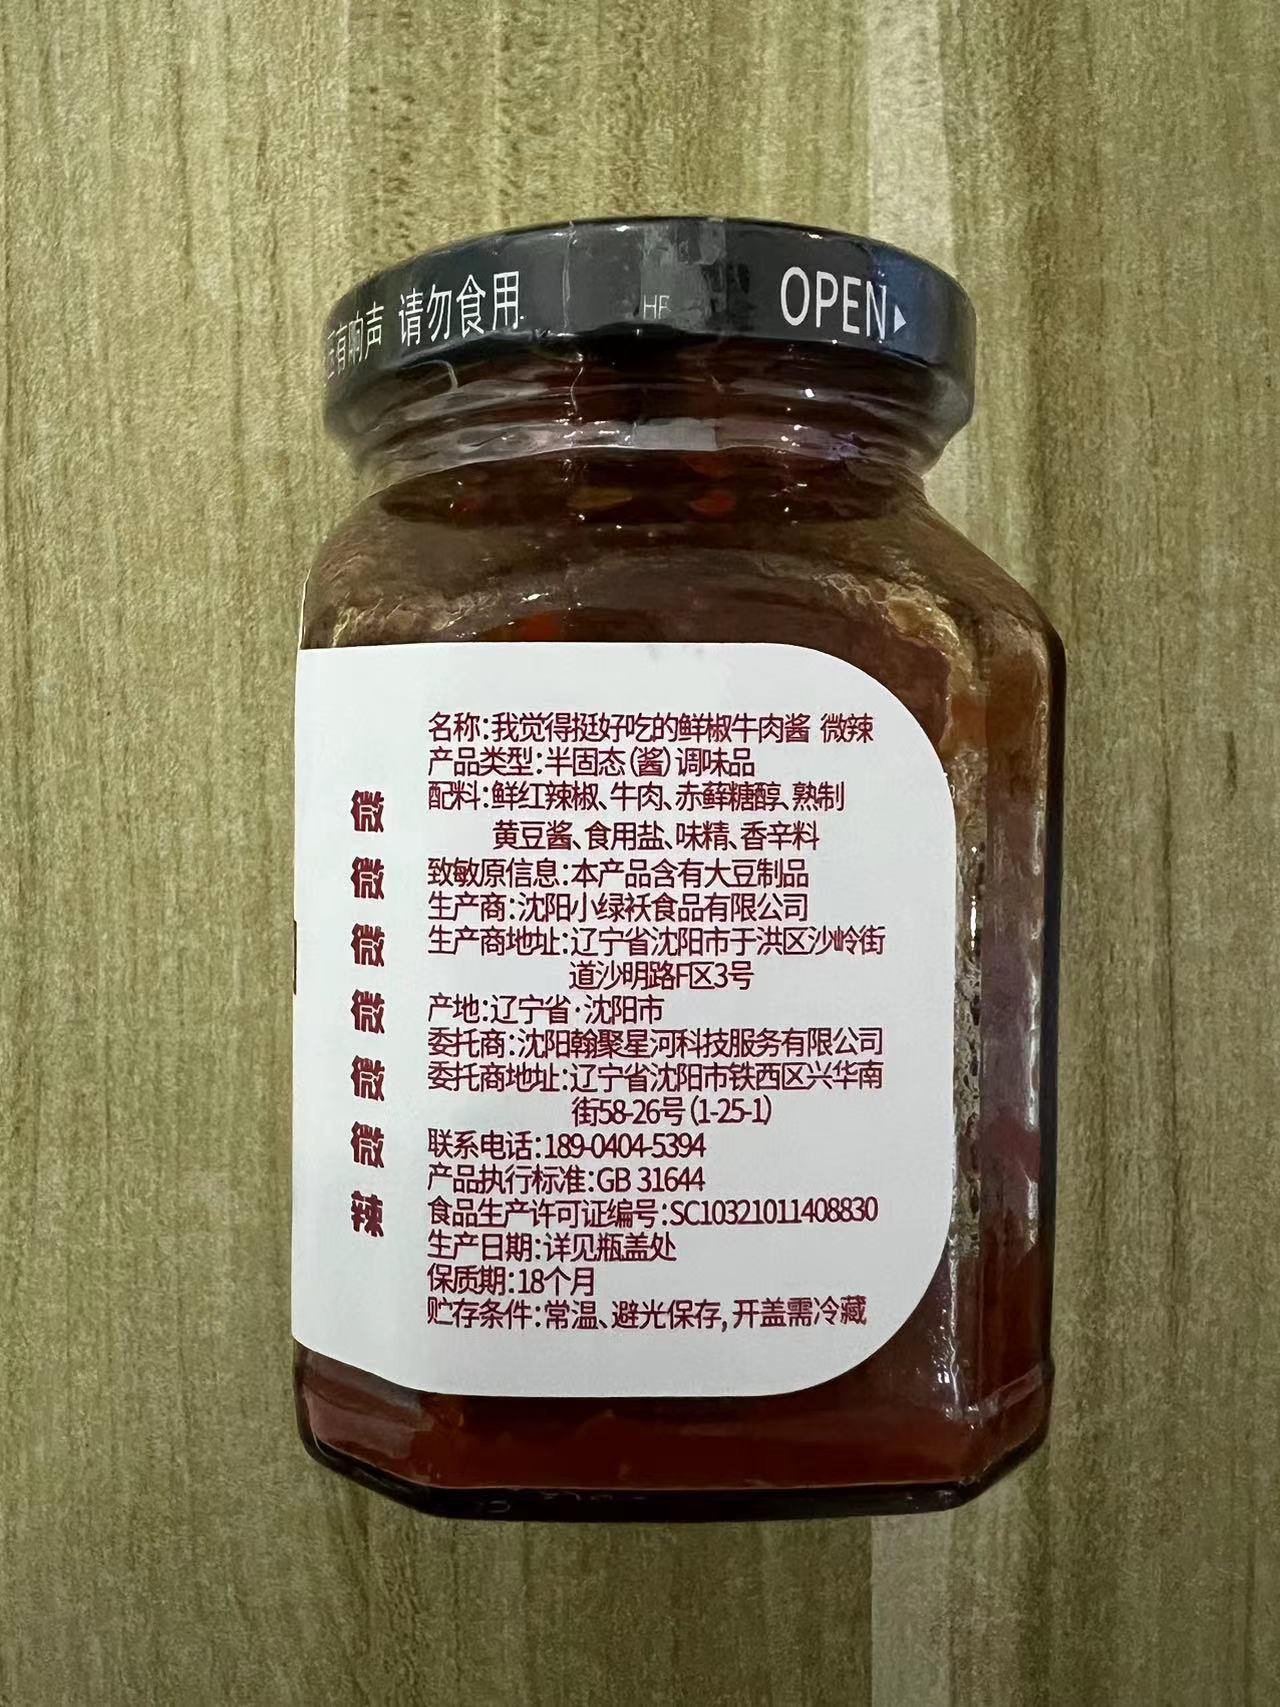 有响声 请勿食用
HF
OPEN
名称:我觉得挺好吃的鲜椒牛肉酱 微辣
产品类型:半固态(酱)调味品
配料:鲜红辣椒、牛肉、赤藓糖醇、熟制
黄豆酱、食用盐、味精、香辛料
致敏原信息:本产品含有大豆制品
生产商:沈阳小绿袄食品有限公司
生产商地址:辽宁省沈阳市于洪区沙岭街
道沙明路F区3号
产地:辽宁省·沈阳市
委托商:沈阳翰聚星河科技服务有限公司
委托商地址:辽宁省沈阳市铁西区兴华南
街58-26号(1-25-1)
联系电话:189-0404-5394
产品执行标准:GB 31644
食品生产许可证编号:SC10321011408830
生产日期:详见瓶盖处
保质期:18个月
贮存条件:常温、避光保存,开盖需冷藏
微微微微微微辣